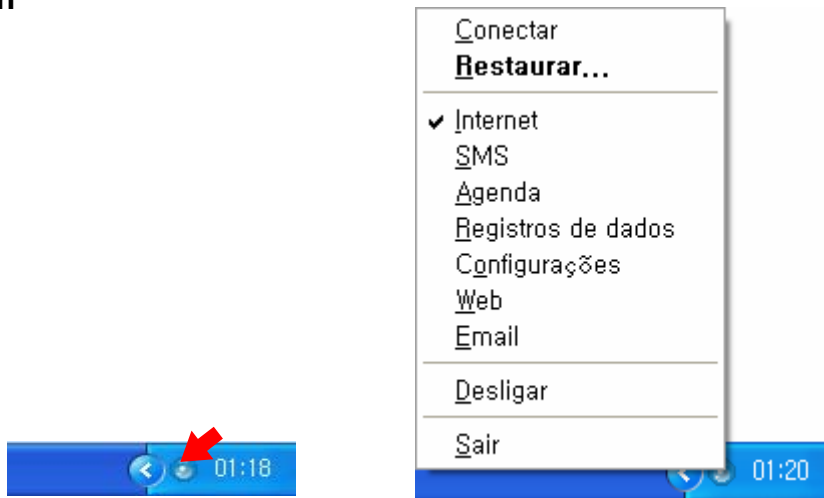 Conectar
Restaurar...
Internet
SMS
Agenda
Registros de dados
Configurações
Web
Email
Desligar
Sair
01:18
01:20